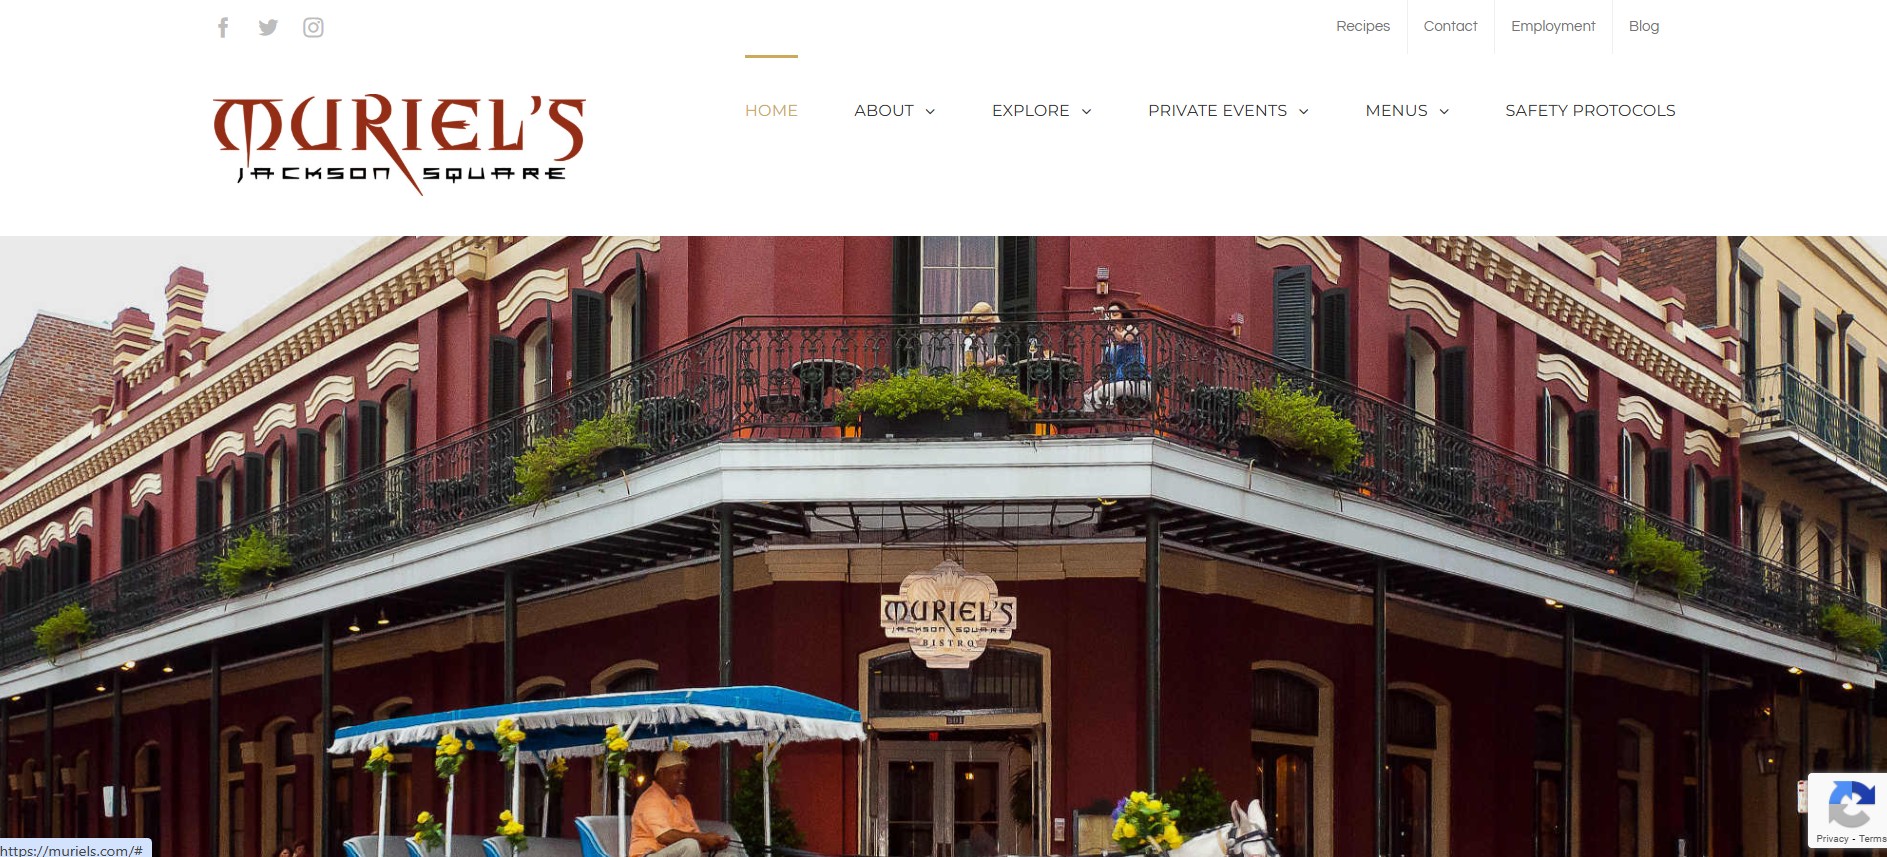 Recipes
Contact
Employment
Blog
MURIEL'S
JACKSON SQUARE
HOME
ABOUT
EXPLORE
PRIVATE EVENTS
MENUS
SAFETY PROTOCOLS
MURIEL'S
JACKSON SQUARE
BISTRO
801
Privacy - Terms
https://muriels.com/#